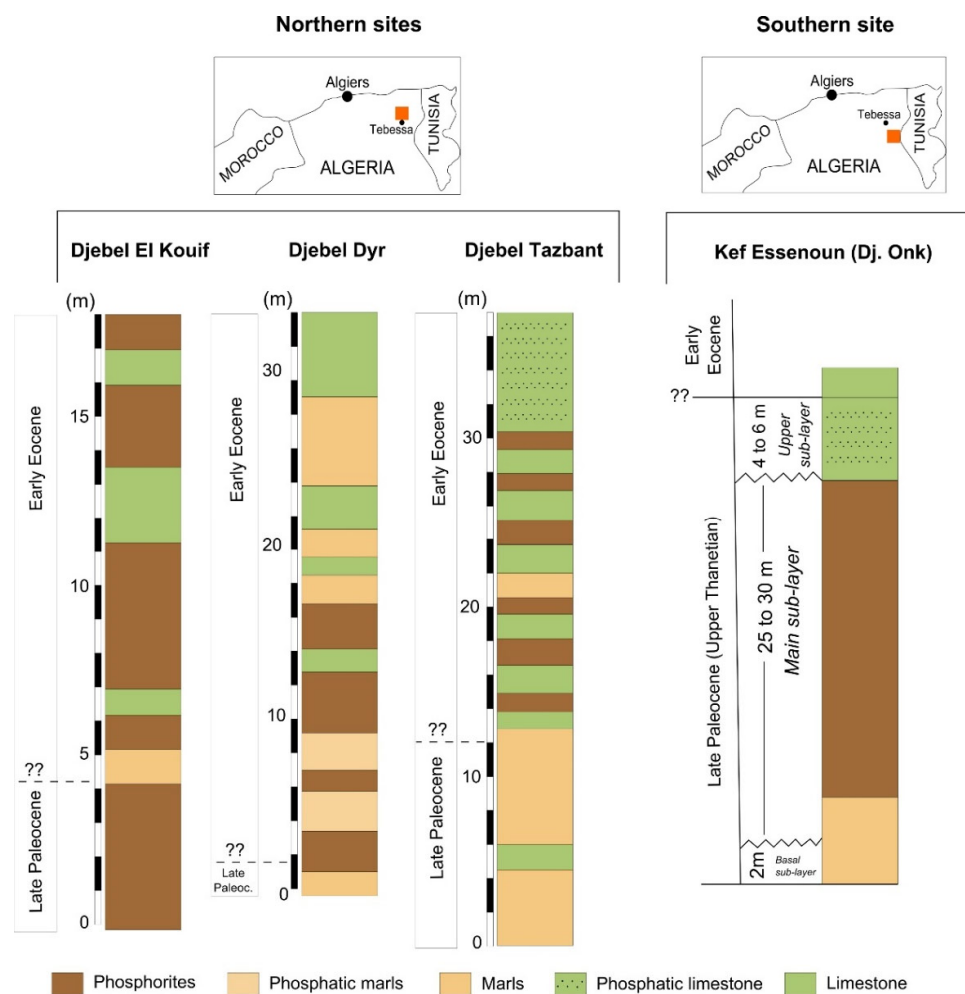 Northern sites
Southern site
Algiers
Tebessa
MOROCCO
ALGERIA
TUNISIA
Algiers
Tebessa
MOROCCO
ALGERIA
TUNISIA
Djebel El Kouif
Djebel Dyr
Djebel Tazbant
Kef Essenoun (Dj. Onk)
(m)
15
10
5
0
Early Eocene
??
Late Paleocene
(m)
30
20
10
0
Early Eocene
??
Late
Paleoc.
(m)
30
20
10
0
Early Eocene
??
Late Paleocene
Early
Eocene
??
4 to 6 m
Upper
sub-layer
Late Paleocene (Upper Thanetian)
25 to 30 m
Main sub-layer
2m
Basal
sub-layer
Phosphorites
Phosphatic marls
Marls
Phosphatic limestone
Limestone